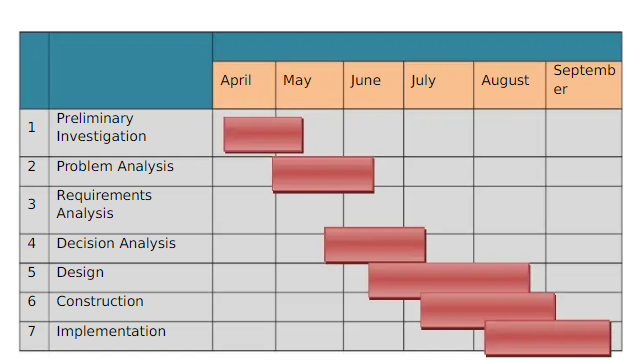 April May June July August Septemb
er
1 Preliminary
Investigation
2 Problem Analysis
3 Requirements
Analysis
4 Decision Analysis
5 Design
6 Construction
7 Implementation